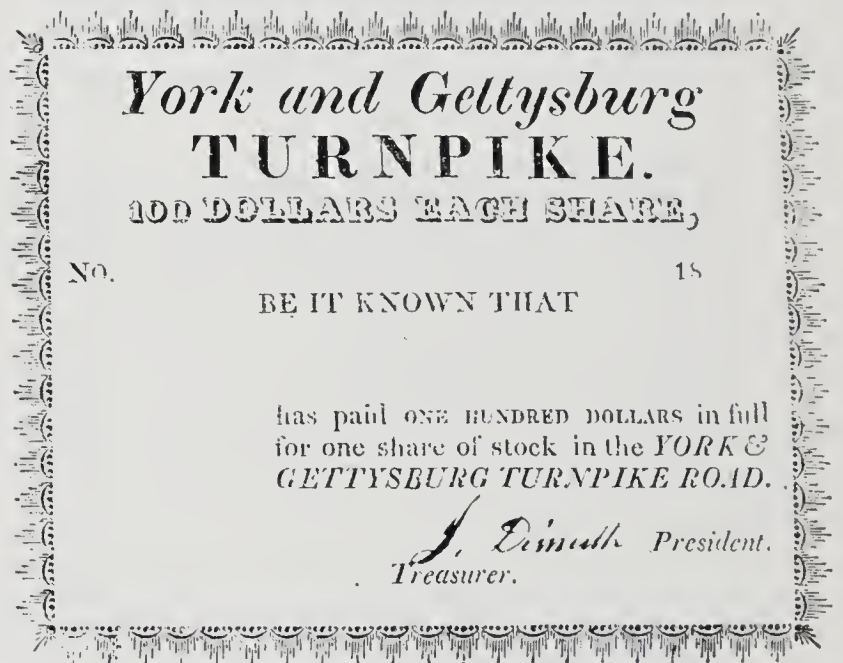 York and Gettysburg
TURNPIKE.
100 DOLLARS EACH SHARE,
NO. 18
BE IT KNOWN THAT
has paid ONE HUNDRED DOLLARS in full
for one share of stock in the YORK &
GETTYSBURG TURNPIKE ROAD.
J. President.
Treasurer.